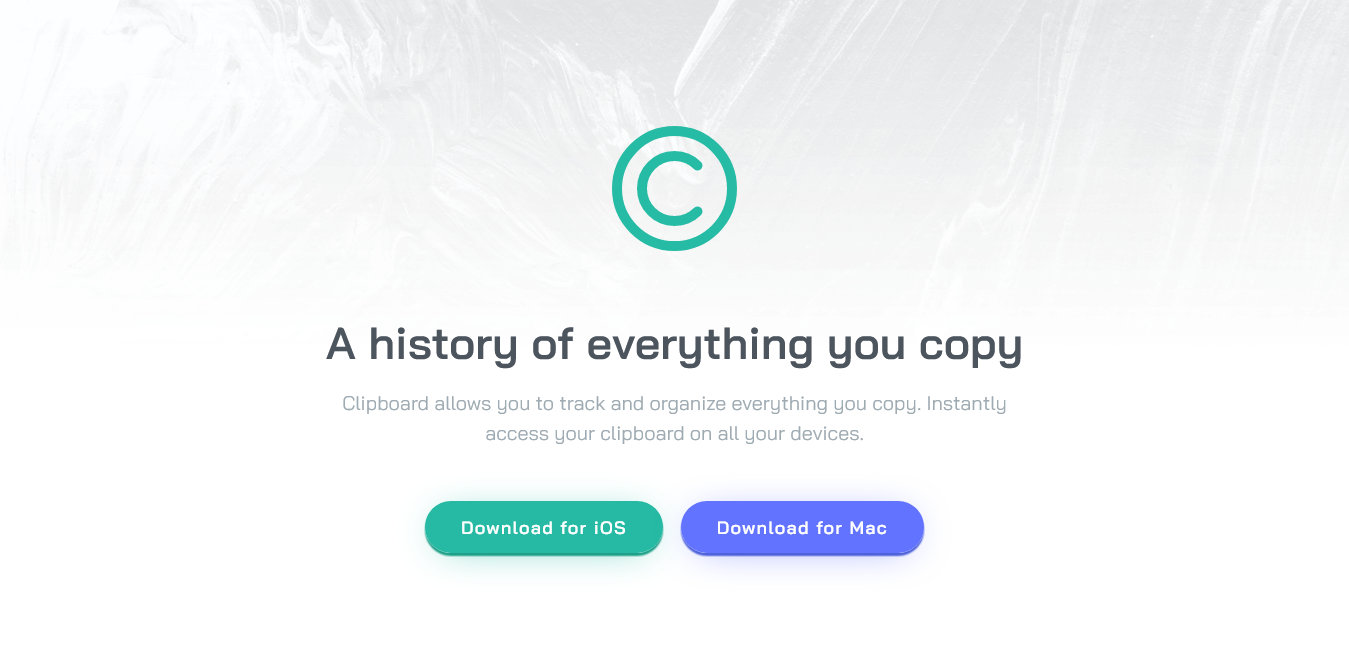 A history of everything you copy
Clipboard allows you to track and organize everything you copy. Instantly
access your clipboard on all your devices.
Download for iOS
Download for Mac